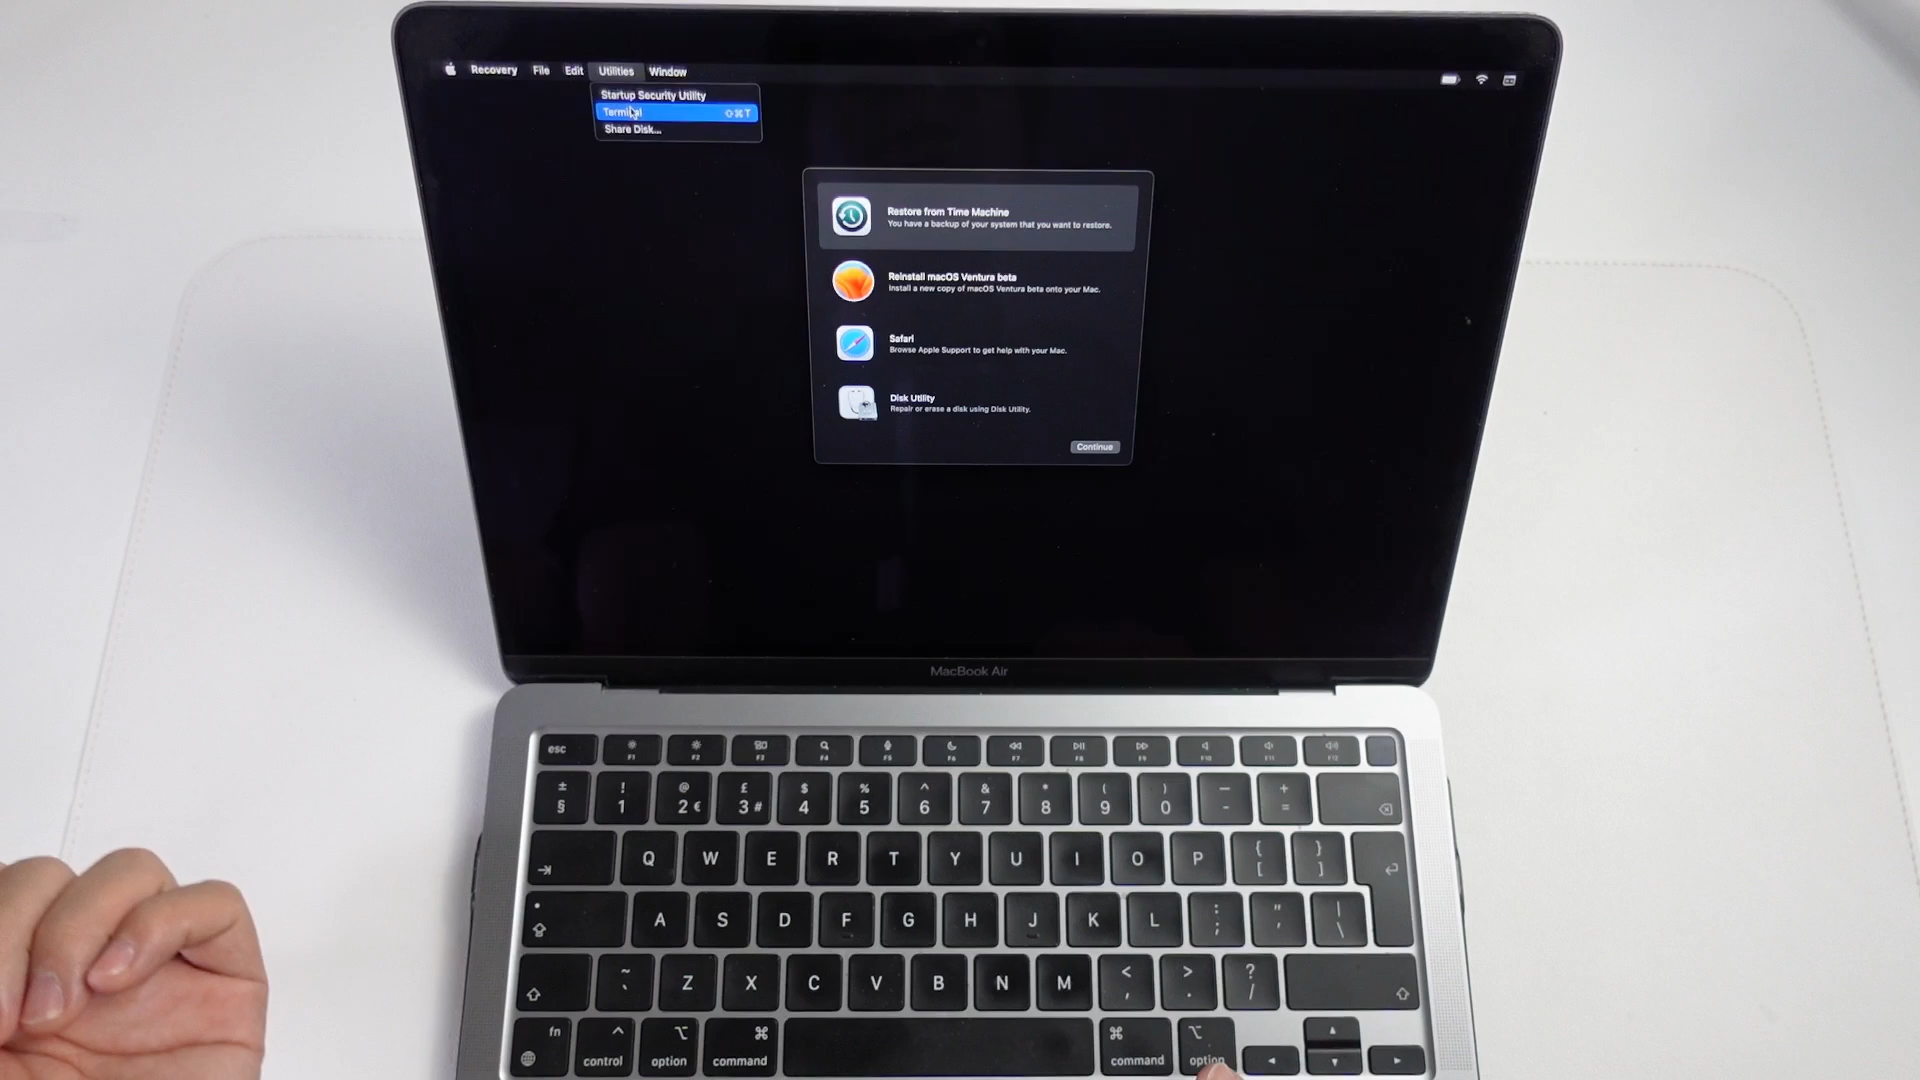 Recovery File Edit Utilities Window
Startup Security Utility
Terminal ⇧⌘T
Share Disk...
Restore from Time Machine
You have a backup of your system that you want to restore.
Reinstall macOS Ventura beta
Install a new copy of macOS Ventura beta onto your Mac.
Safari
Browse Apple Support to get help with your Mac.
Disk Utility
Repair or erase a disk using Disk Utility.
Continue
MacBook Air
esc F1 F2 F3 F4 F5 F6 F7 F8 F9 F10 F11 F12
± ! @ £ $ % ^ & * ( ) — +
§ 1 2 € 3 # 4 5 6 7 8 9 0 - =
Q W E R T Y U I O P { [ } ]
A S D F G H J K L : ; " ' | \
~ ` Z X C V B N M < , > . ? /
fn control option command command option